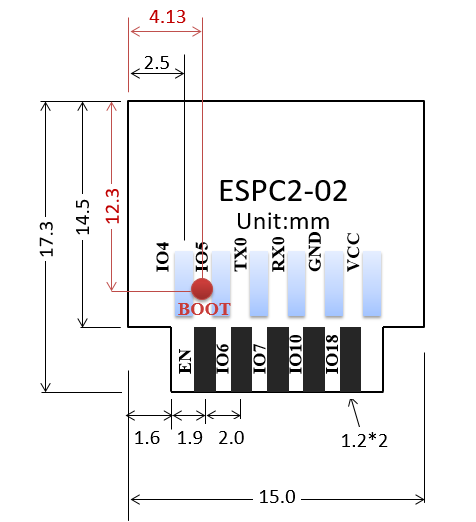 4.13
2.5
ESPC2-02
Unit:mm
12.3
14.5
17.3
IO4
IO5
TX0
RX0
GND
VCC
BOOT
EN
IO6
IO7
IO10
IO18
1.6
1.9
2.0
1.2*2
15.0